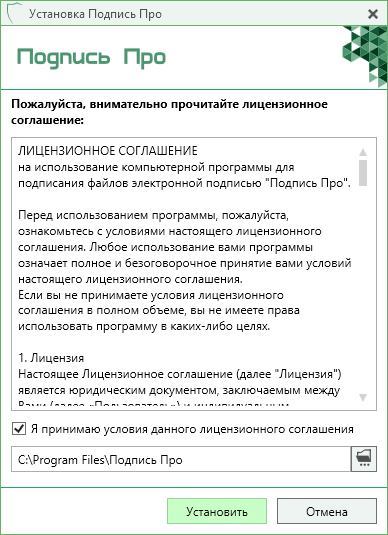 Установка Подпись Про
Подпись Про
Пожалуйста, внимательно прочитайте лицензионное
соглашение:
ЛИЦЕНЗИОННОЕ СОГЛАШЕНИЕ
на использование компьютерной программы для
подписания файлов электронной подписью "Подпись Про".
Перед использованием программы, пожалуйста,
ознакомьтесь с условиями настоящего лицензионного
соглашения. Любое использование вами программы
означает полное и безоговорочное принятие вами условий
настоящего лицензионного соглашения.
Если вы не принимаете условия лицензионного
соглашения в полном объеме, вы не имеете права
использовать программу в каких-либо целях.
1. Лицензия
Настоящее Лицензионное соглашение (далее "Лицензия")
является юридическим документом, заключаемым между
Вами (далее «Пользователь») и индивидуальным
Я принимаю условия данного лицензионного соглашения
C:\Program Files\Подпись Про
Установить
Отмена